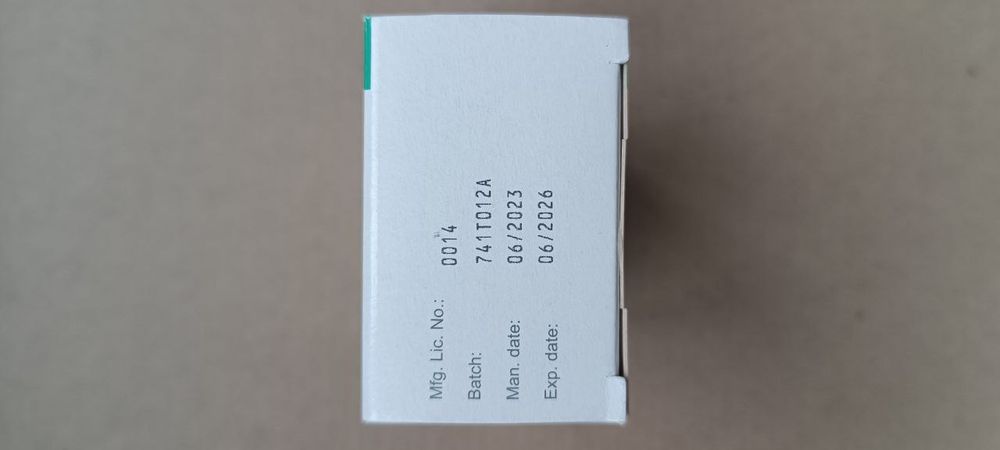 Mfg. Lic. No.: 0014
Batch: 741T012A
Man. date: 06/2023
Exp. date: 06/2026